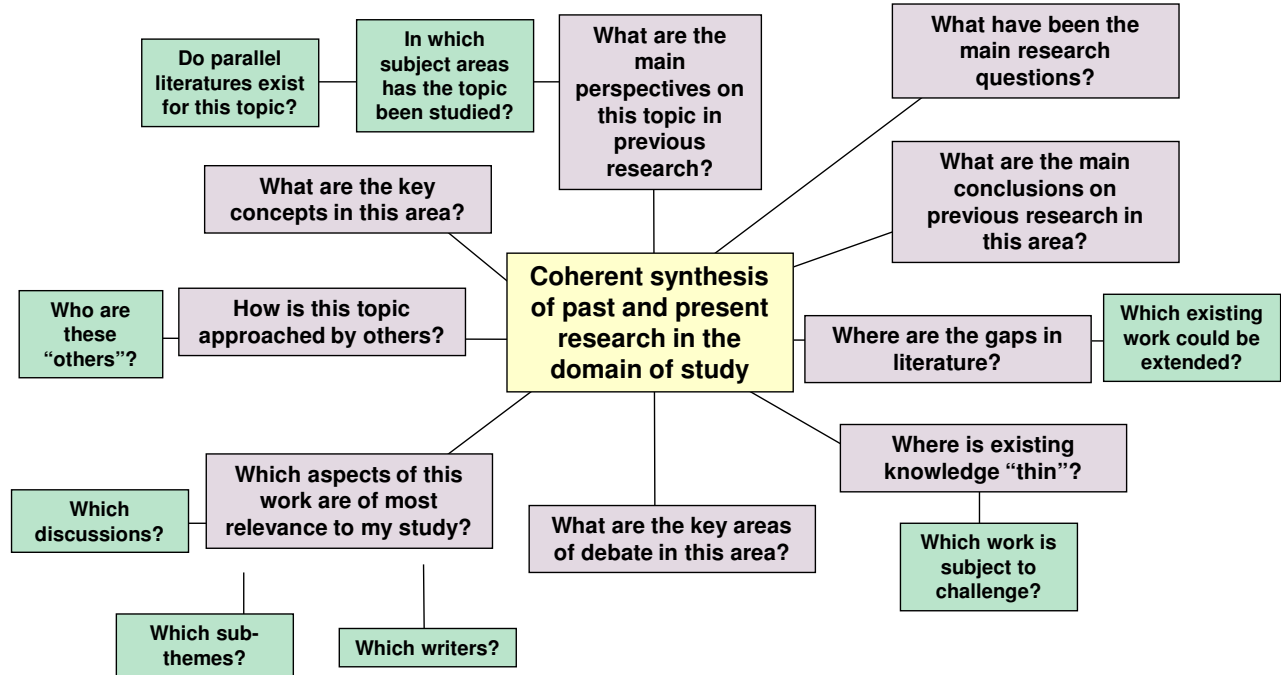 Do parallel
literatures exist
for this topic?
In which
subject areas
has the topic
been studied?
What are the
main
perspectives on
this topic in
previous
research?
What have been the
main research
questions?
What are the key
concepts in this area?
What are the main
conclusions on
previous research in
this area?
Coherent synthesis
of past and present
research in the
domain of study
Who are
these
“others”?
How is this topic
approached by others?
Where are the gaps in
literature?
Which existing
work could be
extended?
Where is existing
knowledge “thin”?
Which aspects of this
work are of most
relevance to my study?
Which
discussions?
What are the key areas
of debate in this area?
Which work is
subject to
challenge?
Which sub-
themes?
Which writers?